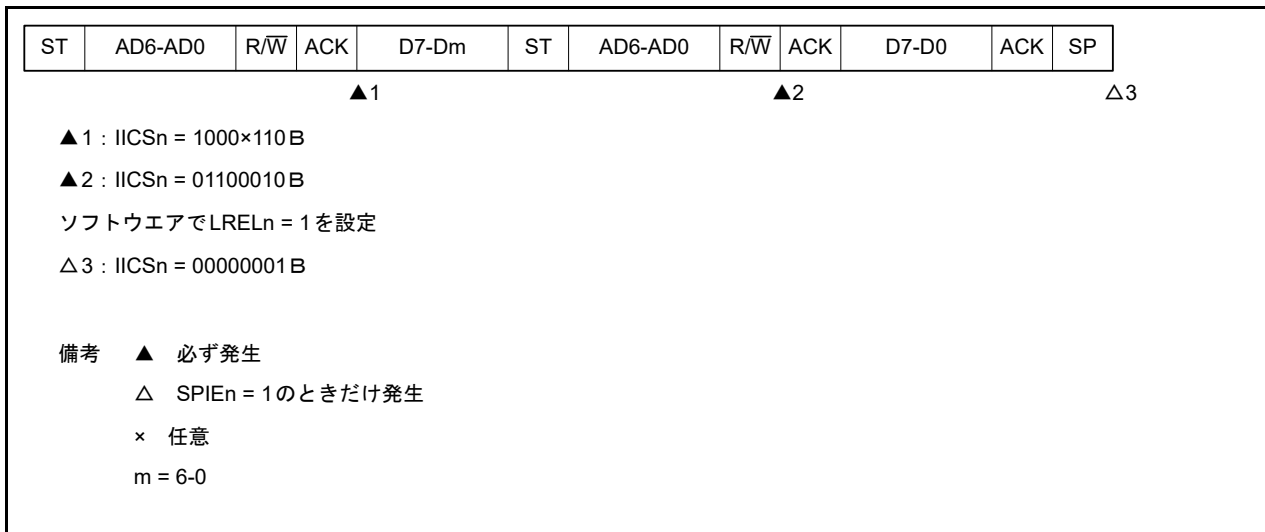 ST AD6-AD0 R/W̅ ACK D7-Dm ST AD6-AD0 R/W̅ ACK D7-D0 ACK SP
▲1 ▲2 △3
▲1：IICSn = 1000×110B
▲2：IICSn = 01100010B
ソフトウエアでLRELn = 1を設定
△3：IICSn = 00000001B
備考 ▲ 必ず発生
△ SPIEn = 1のときだけ発生
× 任意
m = 6-0